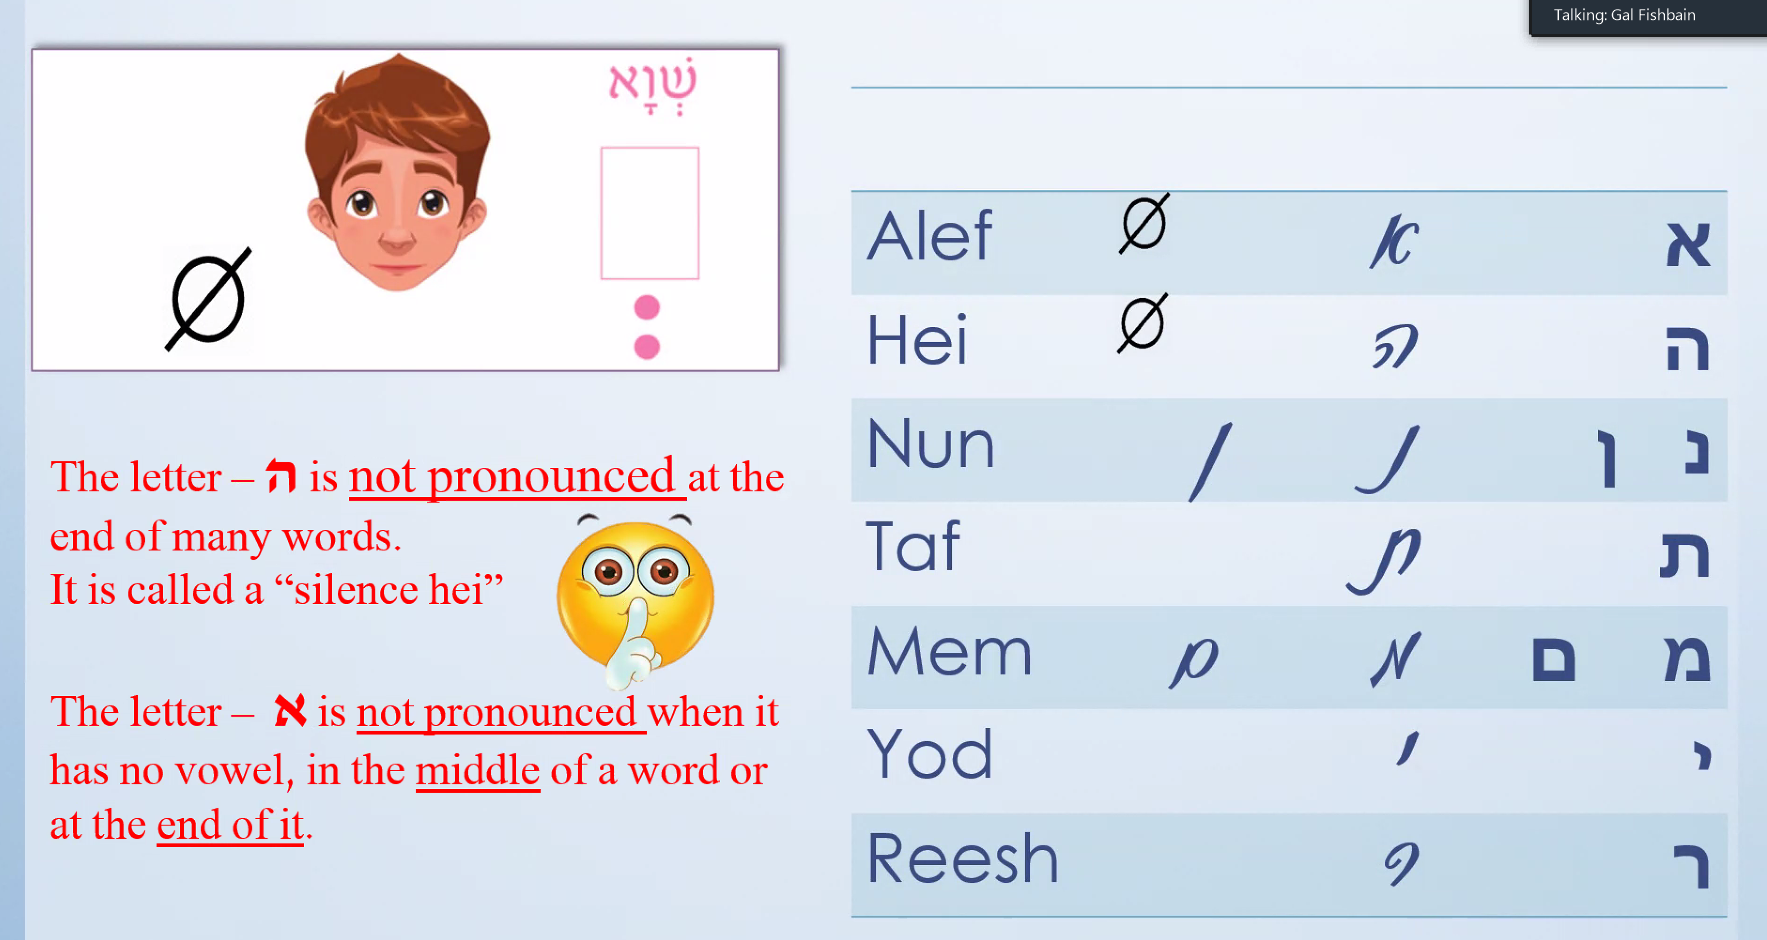 Talking: Gal Fishbain
שְׁוָא
Ø
The letter – ה is not pronounced at the
end of many words.
It is called a “silence hei”
The letter – א is not pronounced when it
has no vowel, in the middle of a word or
at the end of it.
Alef Ø א א
Hei Ø ה ה
Nun ן נ ן נ
Taf ת ת
Mem ם מ ם מ
Yod י י
Reesh ר ר